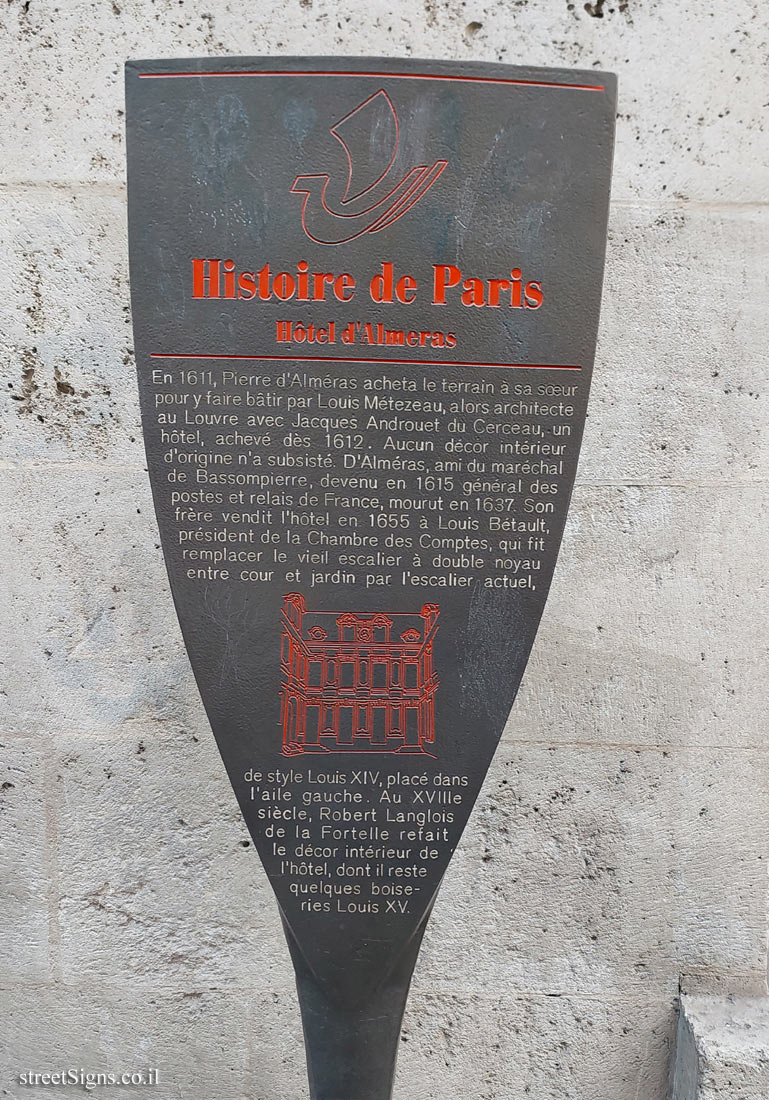 Histoire de Paris
Hôtel d'Almeras
En 1611, Pierre d'Alméras acheta le terrain à sa sœur
pour y faire bâtir par Louis Métezeau, alors architecte
au Louvre avec Jacques Androuet du Cerceau, un
hôtel, achevé dès 1612. Aucun décor intérieur
d'origine n'a subsisté. D'Alméras, ami du maréchal
de Bassompierre, devenu en 1615 général des
postes et relais de France, mourut en 1637. Son
frère vendit l'hôtel en 1655 à Louis Bétault,
président de la Chambre des Comptes, qui fit
remplacer le vieil escalier à double noyau
entre cour et jardin par l'escalier actuel,
de style Louis XIV, placé dans
l'aile gauche. Au XVIIIe
siècle, Robert Langlois
de la Fortelle refait
le décor intérieur de
l'hôtel, dont il reste
quelques boise-
ries Louis XV.
streetSigns.co.il